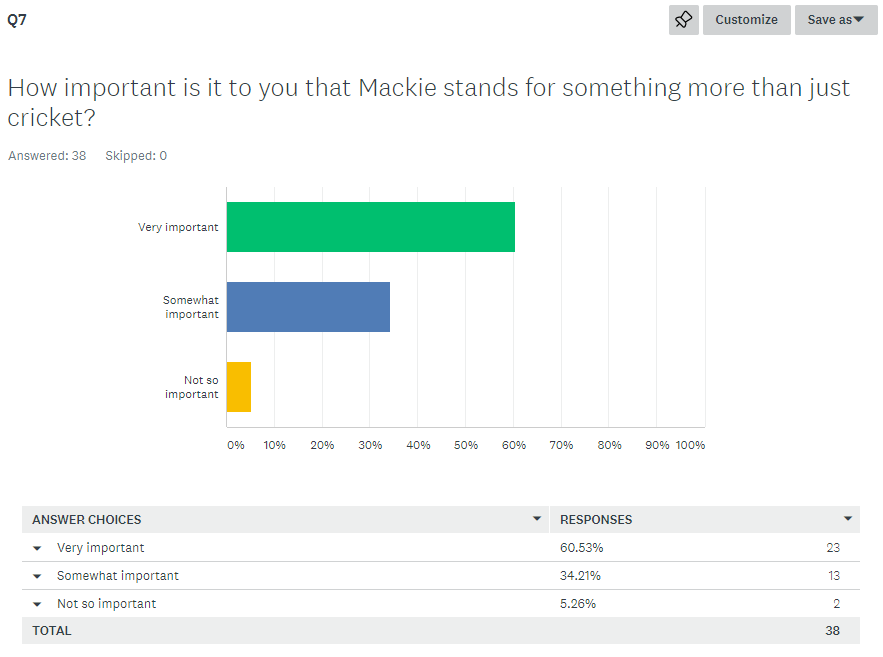 Q7
Customize
Save as
How important is it to you that Mackie stands for something more than just
cricket?
Answered: 38 Skipped: 0
Very important
Somewhat
important
Not so
important
0% 10% 20% 30% 40% 50% 60% 70% 80% 90% 100%
ANSWER CHOICES RESPONSES
Very important 60.53% 23
Somewhat important 34.21% 13
Not so important 5.26% 2
TOTAL 38